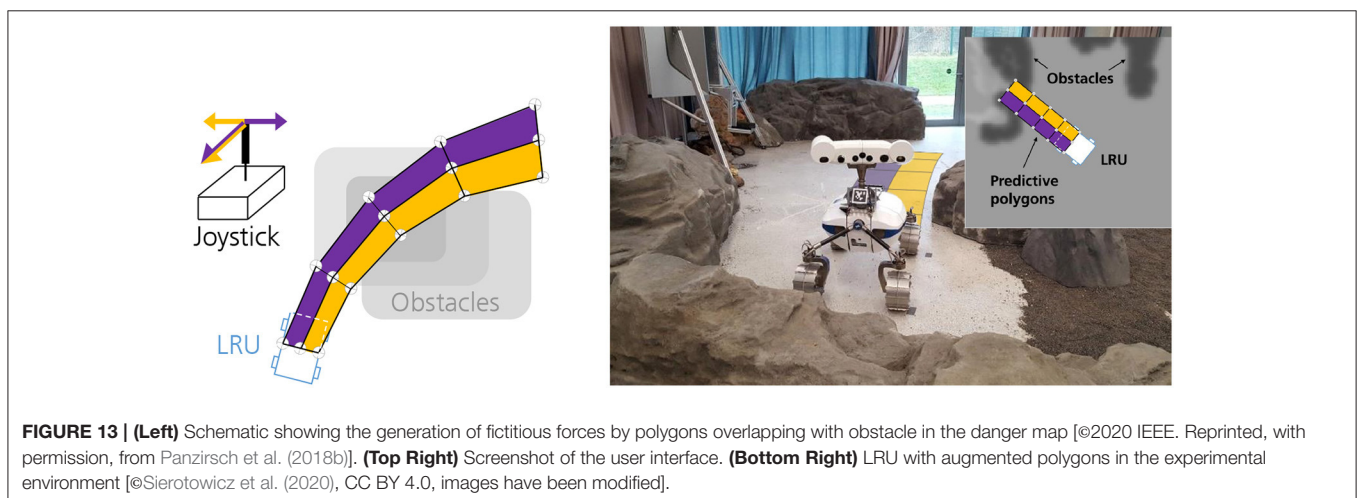 Joystick
Obstacles
LRU
Obstacles
LRU
Predictive
polygons
FIGURE 13 | (Left) Schematic showing the generation of fictitious forces by polygons overlapping with obstacle in the danger map [©2020 IEEE. Reprinted, with
permission, from Panzirsch et al. (2018b)]. (Top Right) Screenshot of the user interface. (Bottom Right) LRU with augmented polygons in the experimental
environment [©Sierotowicz et al. (2020), CC BY 4.0, images have been modified].